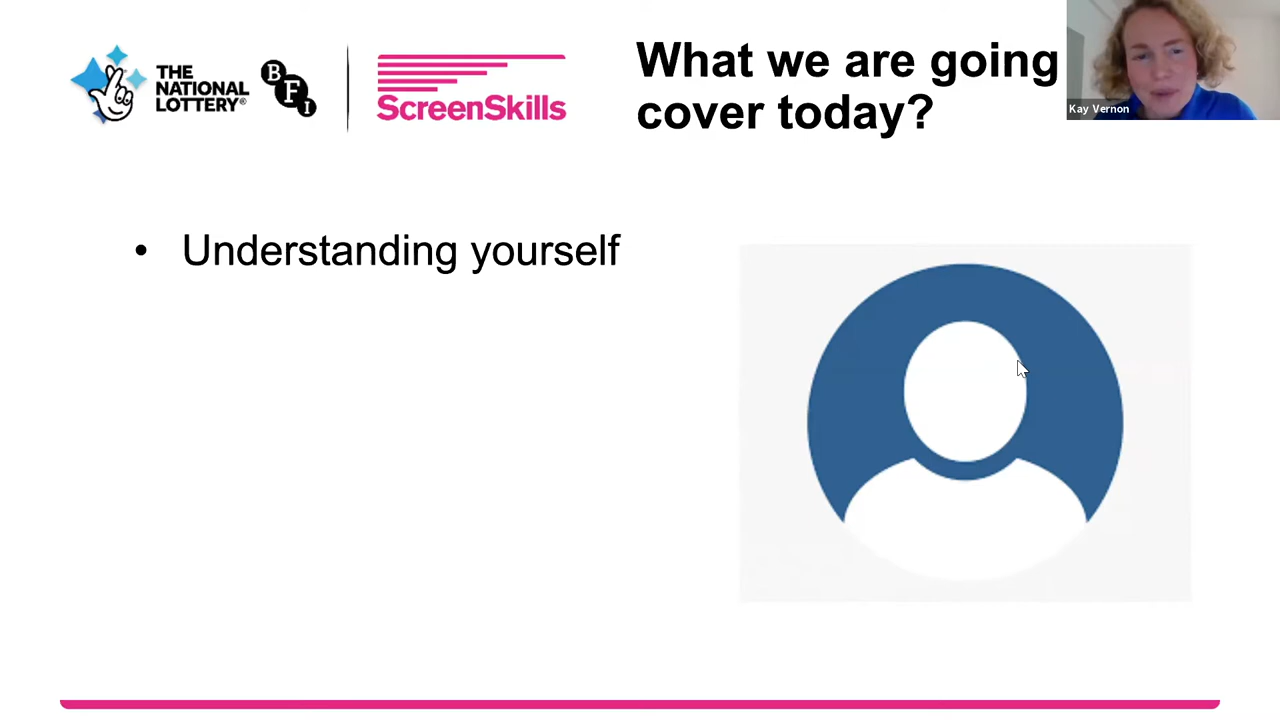 THE
NATIONAL
LOTTERY®
BFI
ScreenSkills
What we are going
cover today?
Kay Vernon
• Understanding yourself